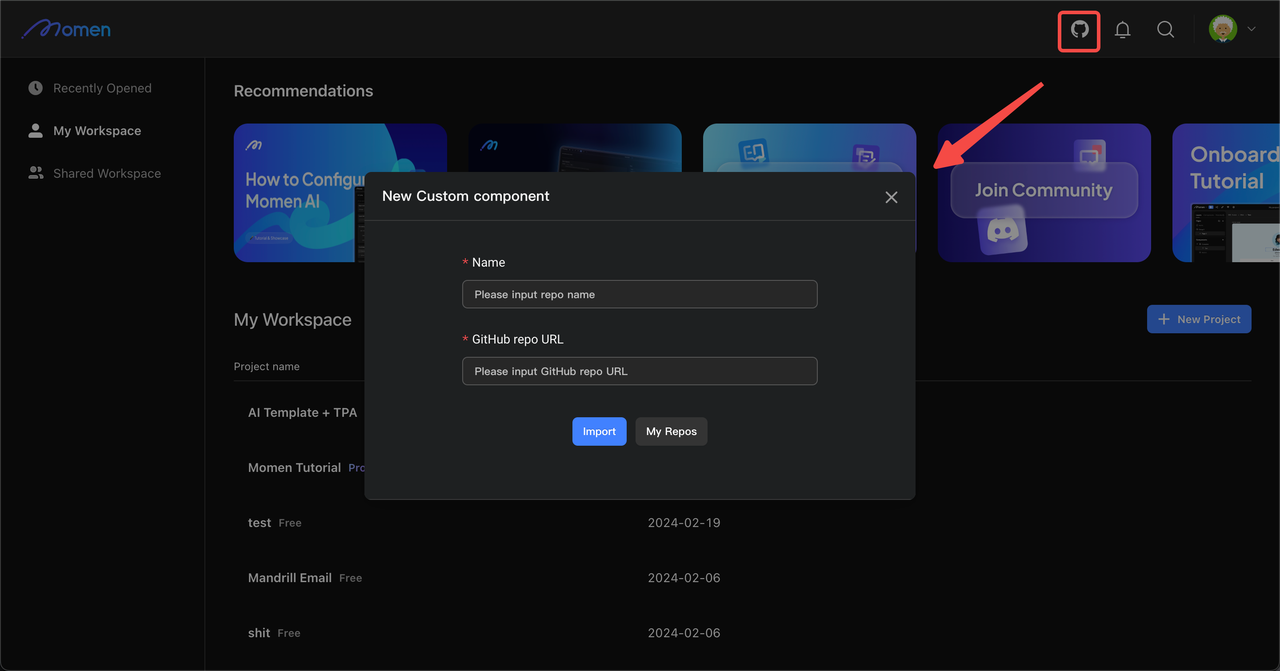 Momen
Recently Opened
My Workspace
Shared Workspace
Recommendations
How to Configu
Momen AI
Join Community
Onboard
Tutorial
New Custom component
* Name
Please input repo name
* GitHub repo URL
Please input GitHub repo URL
Import
My Repos
My Workspace
+ New Project
Project name
AI Template + TPA
Momen Tutorial Pro
test Free 2024-02-19
Mandrill Email Free 2024-02-06
shit Free 2024-02-06